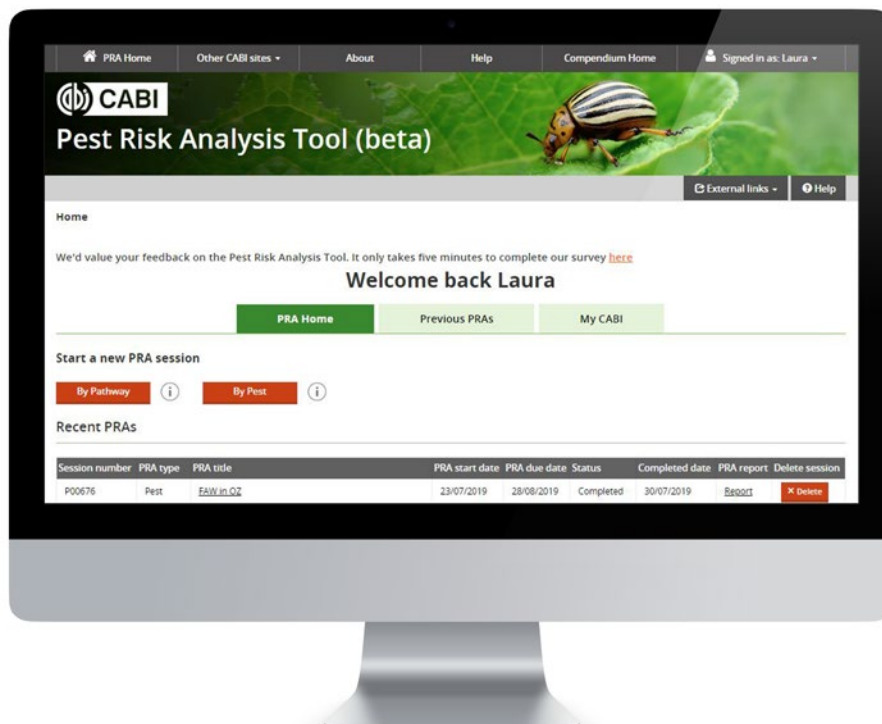 PRA Home Other CABI sites About Help Compendium Home Signed in as: Laura
CABI
Pest Risk Analysis Tool (beta)
External links Help
Home
We'd value your feedback on the Pest Risk Analysis Tool. It only takes five minutes to complete our survey here
Welcome back Laura
PRA Home Previous PRAs My CABI
Start a new PRA session
By Pathway i By Pest i
Recent PRAs
Session number PRA type PRA title PRA start date PRA due date Status Completed date PRA report Delete session
P00676 Pest FAW in OZ 23/07/2019 28/08/2019 Completed 30/07/2019 Report × Delete